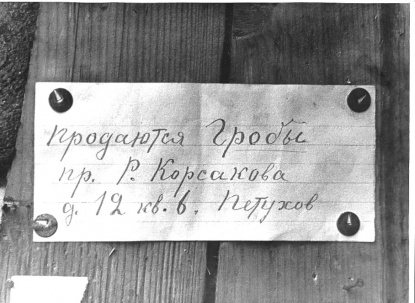 продаются Гробы
пр. Р. Корсакова
д. 12 кв. 6. Петухов